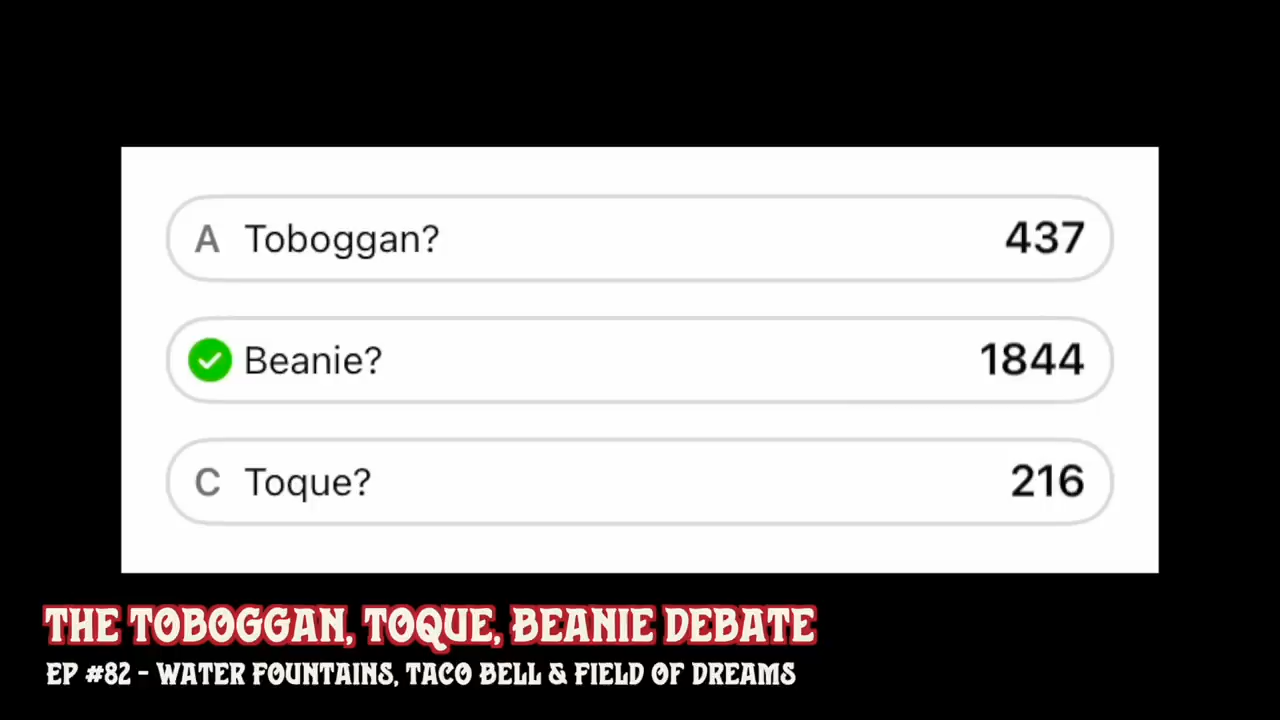 A Toboggan? 437
Beanie? 1844
C Toque? 216
THE TOBOGGAN, TOQUE, BEANIE DEBATE
EP #82 - WATER FOUNTAINS, TACO BELL & FIELD OF DREAMS